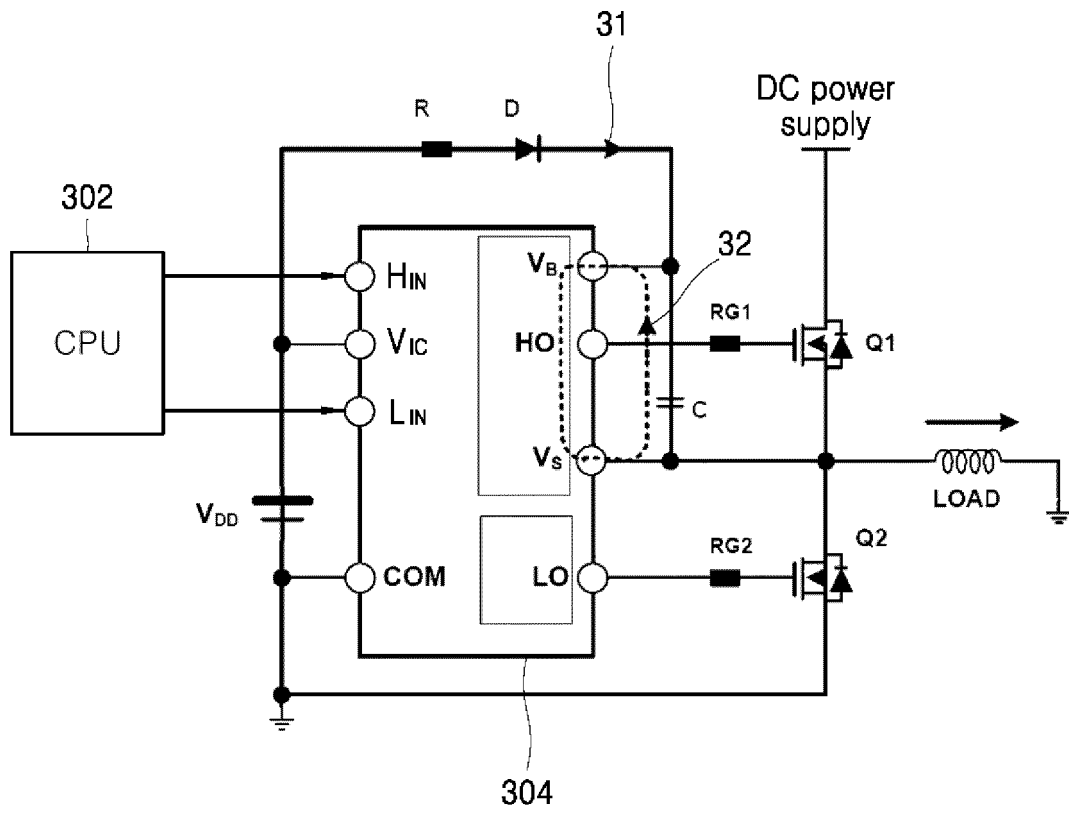 31
DC power
supply
R
D
302
CPU
HIN
VIC
LIN
VDD
COM
VB
HO
VS
LO
32
RG1
Q1
C
LOAD
RG2
Q2
304